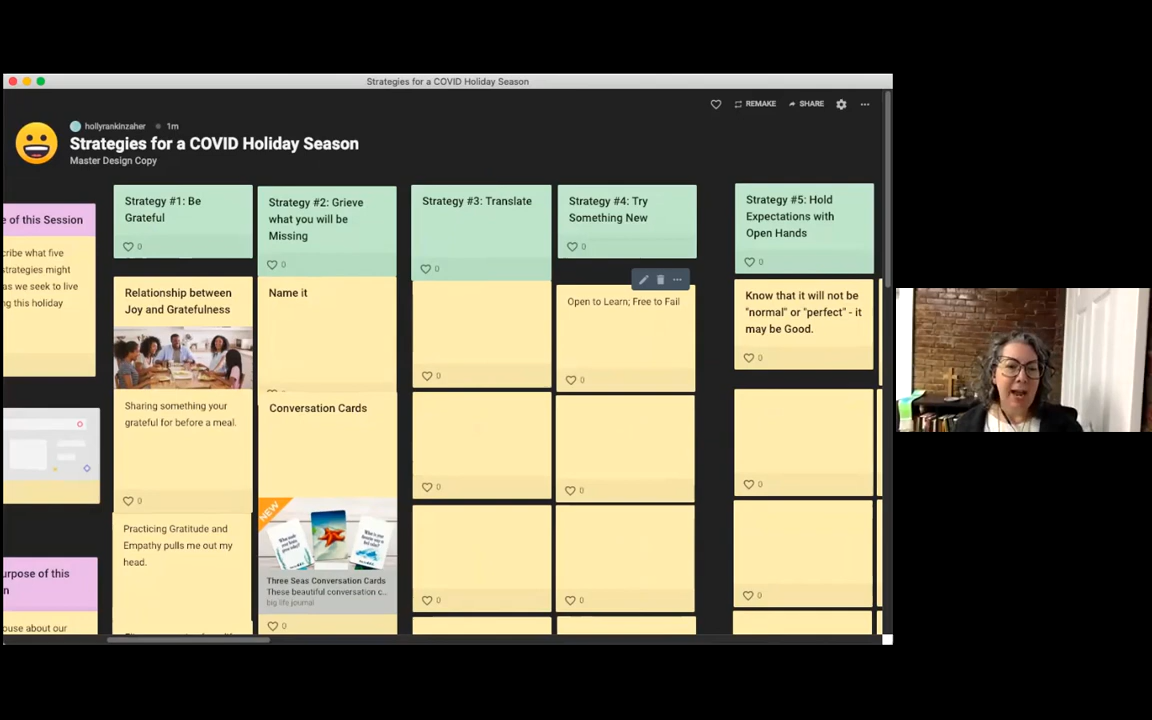 Strategies for a COVID Holiday Season
REMAKE
SHARE
hollyrankinzaher
1m
Strategies for a COVID Holiday Season
Master Design Copy
e of this Session
cribe what five
strategies might
as we seek to live
ng this holiday
urpose of this
n
ouse about our
Strategy #1: Be
Grateful
0
Relationship between
Joy and Gratefulness
Sharing something your
grateful for before a meal.
0
Practicing Gratitude and
Empathy pulls me out my
head.
Strategy #2: Grieve
what you will be
Missing
0
Name it
Conversation Cards
NEW
Three Seas Conversation Cards
These beautiful conversation c...
big life journal
0
Strategy #3: Translate
0
0
0
0
Strategy #4: Try
Something New
0
Open to Learn; Free to Fail
0
0
0
Strategy #5: Hold
Expectations with
Open Hands
0
Know that it will not be
"normal" or "perfect" - it
may be Good.
0
0
0